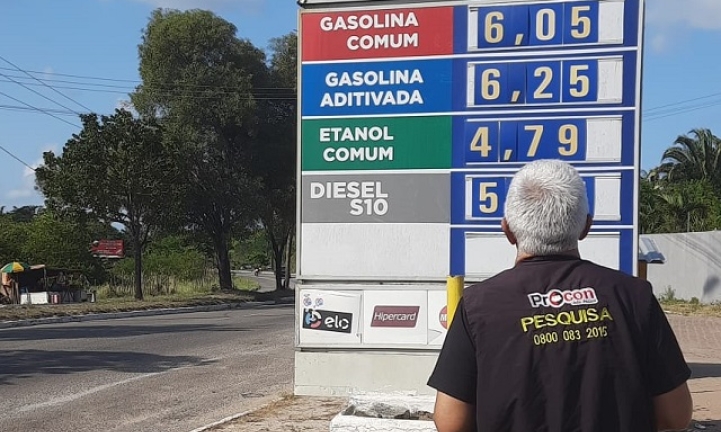 GASOLINA 6,05
COMUM
GASOLINA 6,25
ADITIVADA
ETANOL 4,79
COMUM
DIESEL 5
S10
elo
HIPERCARD
Procon
PESQUISA
0800 083 2015